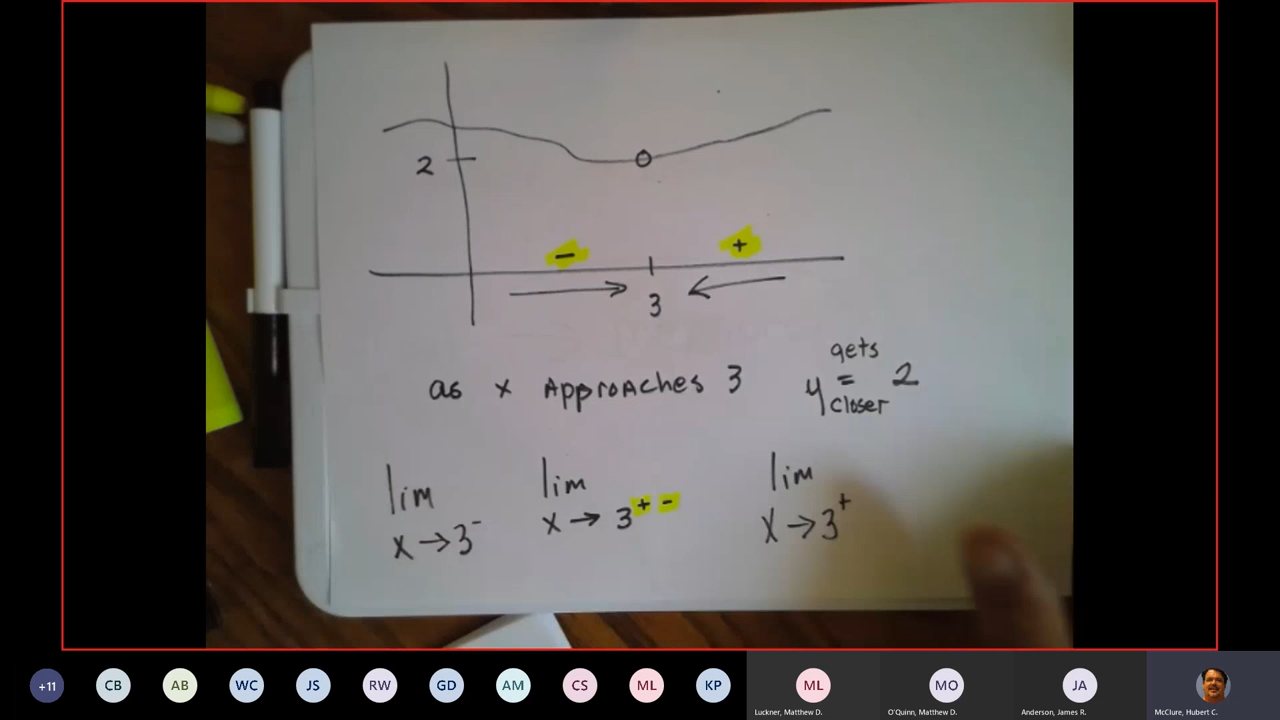 2
- +
3
as x Approaches 3
gets
y = 2
closer
lim lim lim
x → 3⁻ x → 3⁺ ⁻ x → 3⁺
+11 CB AB WC JS RW GD AM CS ML KP ML MO JA
Luckner, Matthew D. O'Quinn, Matthew D. Anderson, James R. McClure, Hubert C.